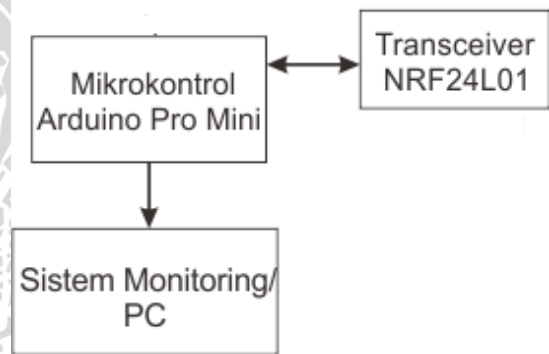 Mikrokontrol
Arduino Pro Mini
Transceiver
NRF24L01
Sistem Monitoring/
PC